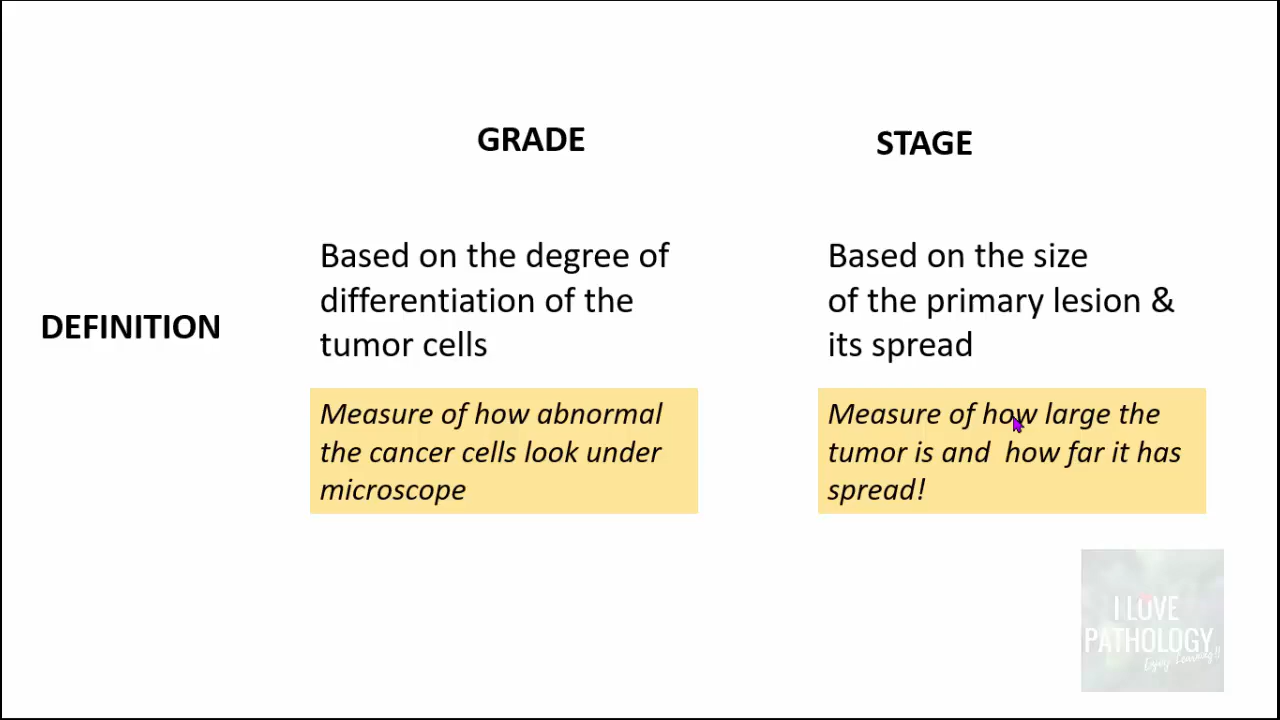 GRADE
STAGE
DEFINITION
Based on the degree of
differentiation of the
tumor cells
Measure of how abnormal
the cancer cells look under
microscope
Based on the size
of the primary lesion &
its spread
Measure of how large the
tumor is and  how far it has
spread!
I LOVE
PATHOLOGY
Enjoy Learning!!